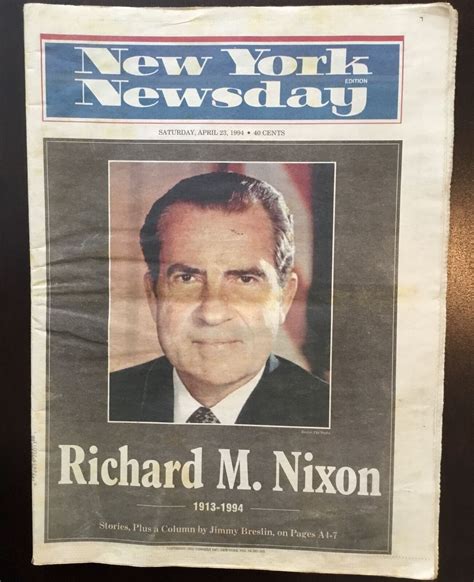 New York
Newsday
EDITION
SATURDAY, APRIL 23, 1994 • 40 CENTS
Richard M. Nixon
1913-1994
Stories, Plus a Column by Jimmy Breslin, on Pages A1-7